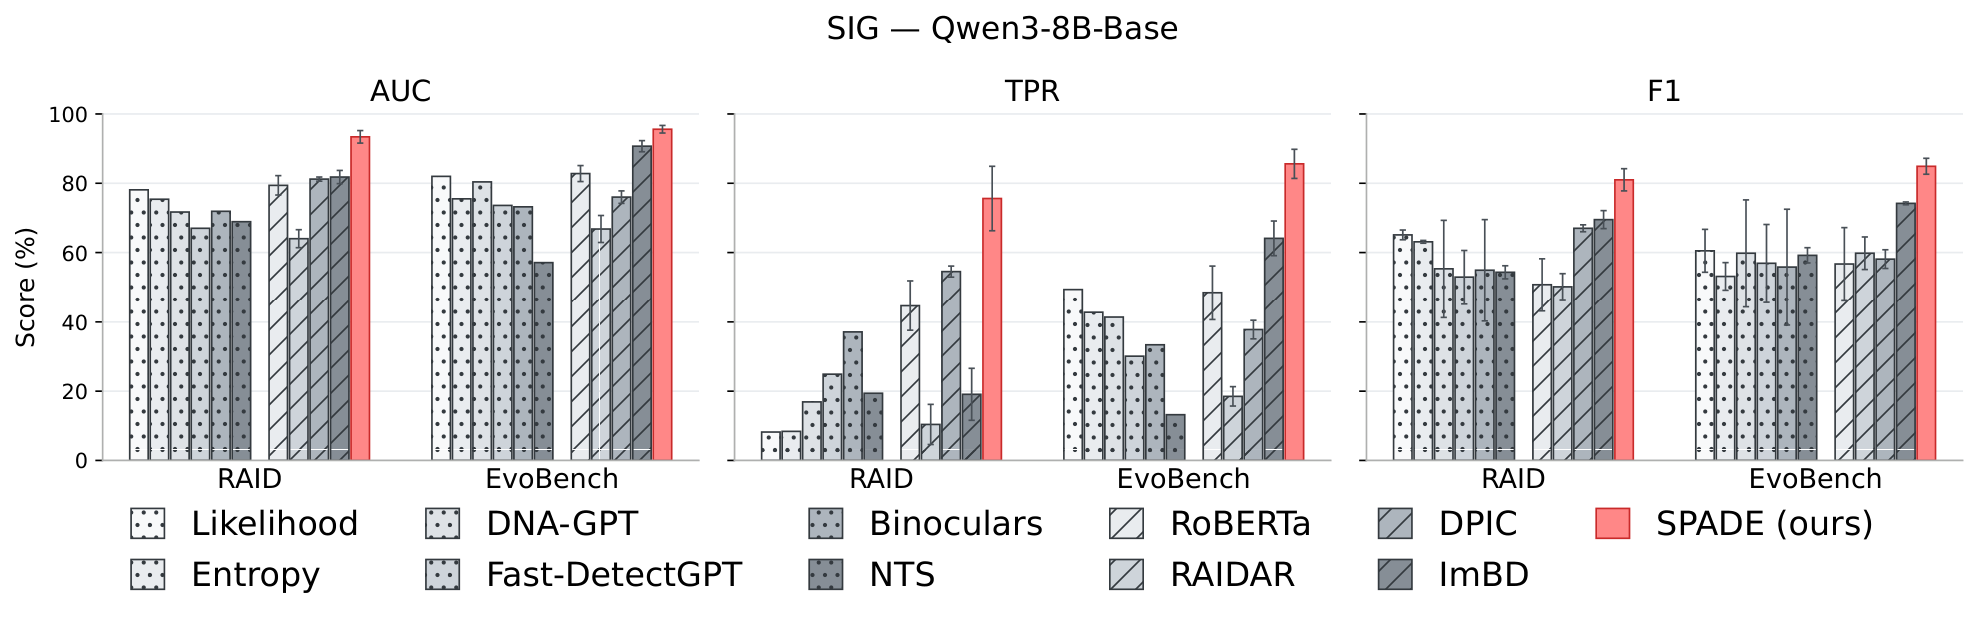 SIG — Qwen3-8B-Base
AUC
TPR
F1
Score (%)
100
80
60
40
20
0
RAID
EvoBench
RAID
EvoBench
RAID
EvoBench
Likelihood
DNA-GPT
Binoculars
RoBERTa
DPIC
SPADE (ours)
Entropy
Fast-DetectGPT
NTS
RAIDAR
ImBD